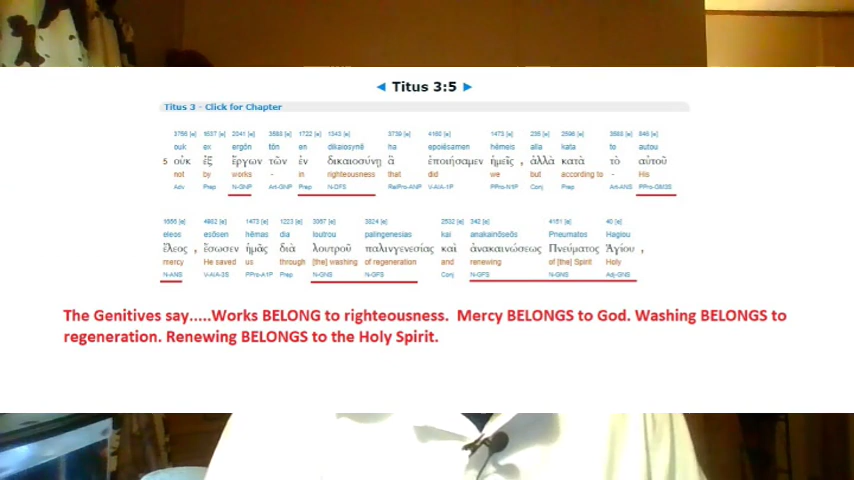 ◄ Titus 3:5 ►
Titus 3 - Click for Chapter
3756 [e] 1537 [e] 2041 [e] 3588 [e] 1722 [e] 1343 [e] 3739 [e] 4160 [e] 1473 [e] 235 [e] 2596 [e] 3588 [e] 846 [e]
ouk ex ergōn tōn en dikaiosynē ha epoiēsamen hēmeis alla kata to autou
5 οὐκ ἐξ ἔργων τῶν ἐν δικαιοσύνῃ ἃ ἐποιήσαμεν ἡμεῖς , ἀλλὰ κατὰ τὸ αὐτοῦ
not by works - in righteousness that did we but according to - His
Adv Prep N-GNP Art-GNP Prep N-DFS RelPro-ANP V-AIA-1P PPro-N1P Conj Prep Art-ANS PPro-GM3S
1656 [e] 4982 [e] 1473 [e] 1223 [e] 3067 [e] 3824 [e] 2532 [e] 342 [e] 4151 [e] 40 [e]
eleos esōsen hēmas dia loutrou palingenesias kai anakainōseōs Pneumatos Hagiou
ἔλεος , ἔσωσεν ἡμᾶς διὰ λουτροῦ παλινγενεσίας καὶ ἀνακαινώσεως Πνεύματος Ἁγίου ,
mercy He saved us through [the] washing of regeneration and renewing of [the] Spirit Holy
N-ANS V-AIA-3S PPro-A1P Prep N-GNS N-GFS Conj N-GFS N-GNS Adj-GNS
The Genitives say.....Works BELONG to righteousness. Mercy BELONGS to God. Washing BELONGS to
regeneration. Renewing BELONGS to the Holy Spirit.